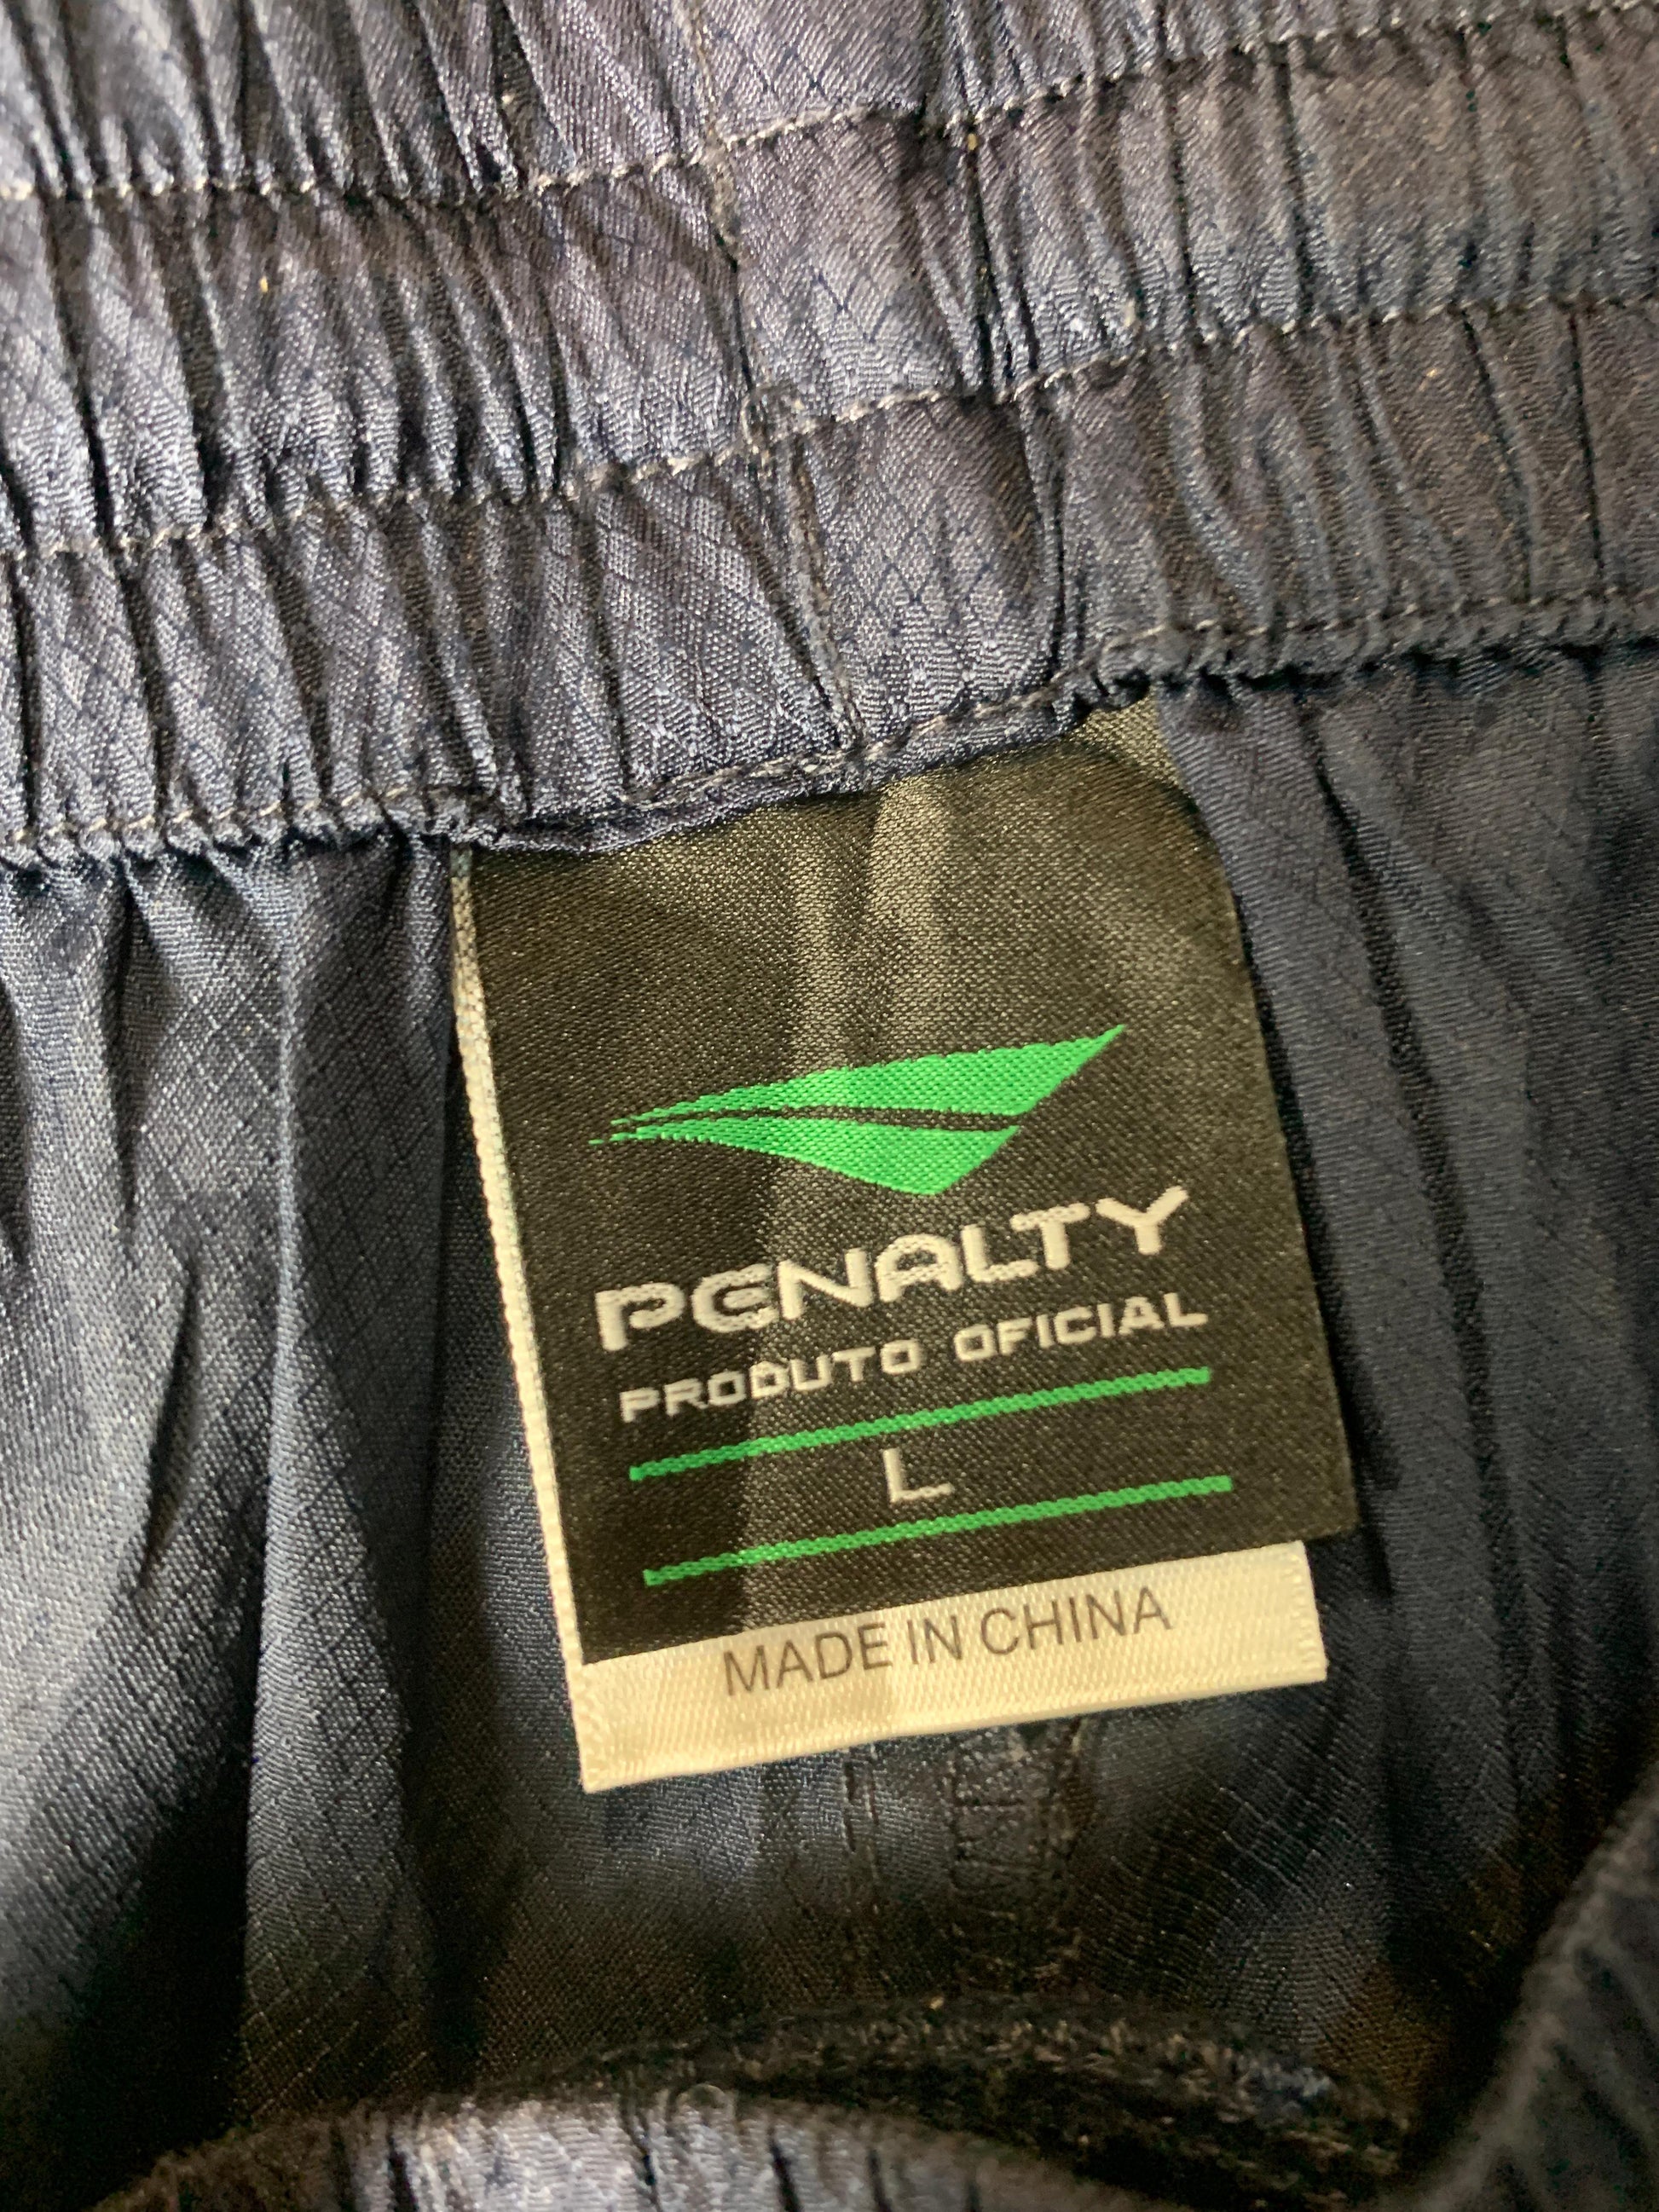 PENALTY
PRODUTO OFICIAL
L
MADE IN CHINA